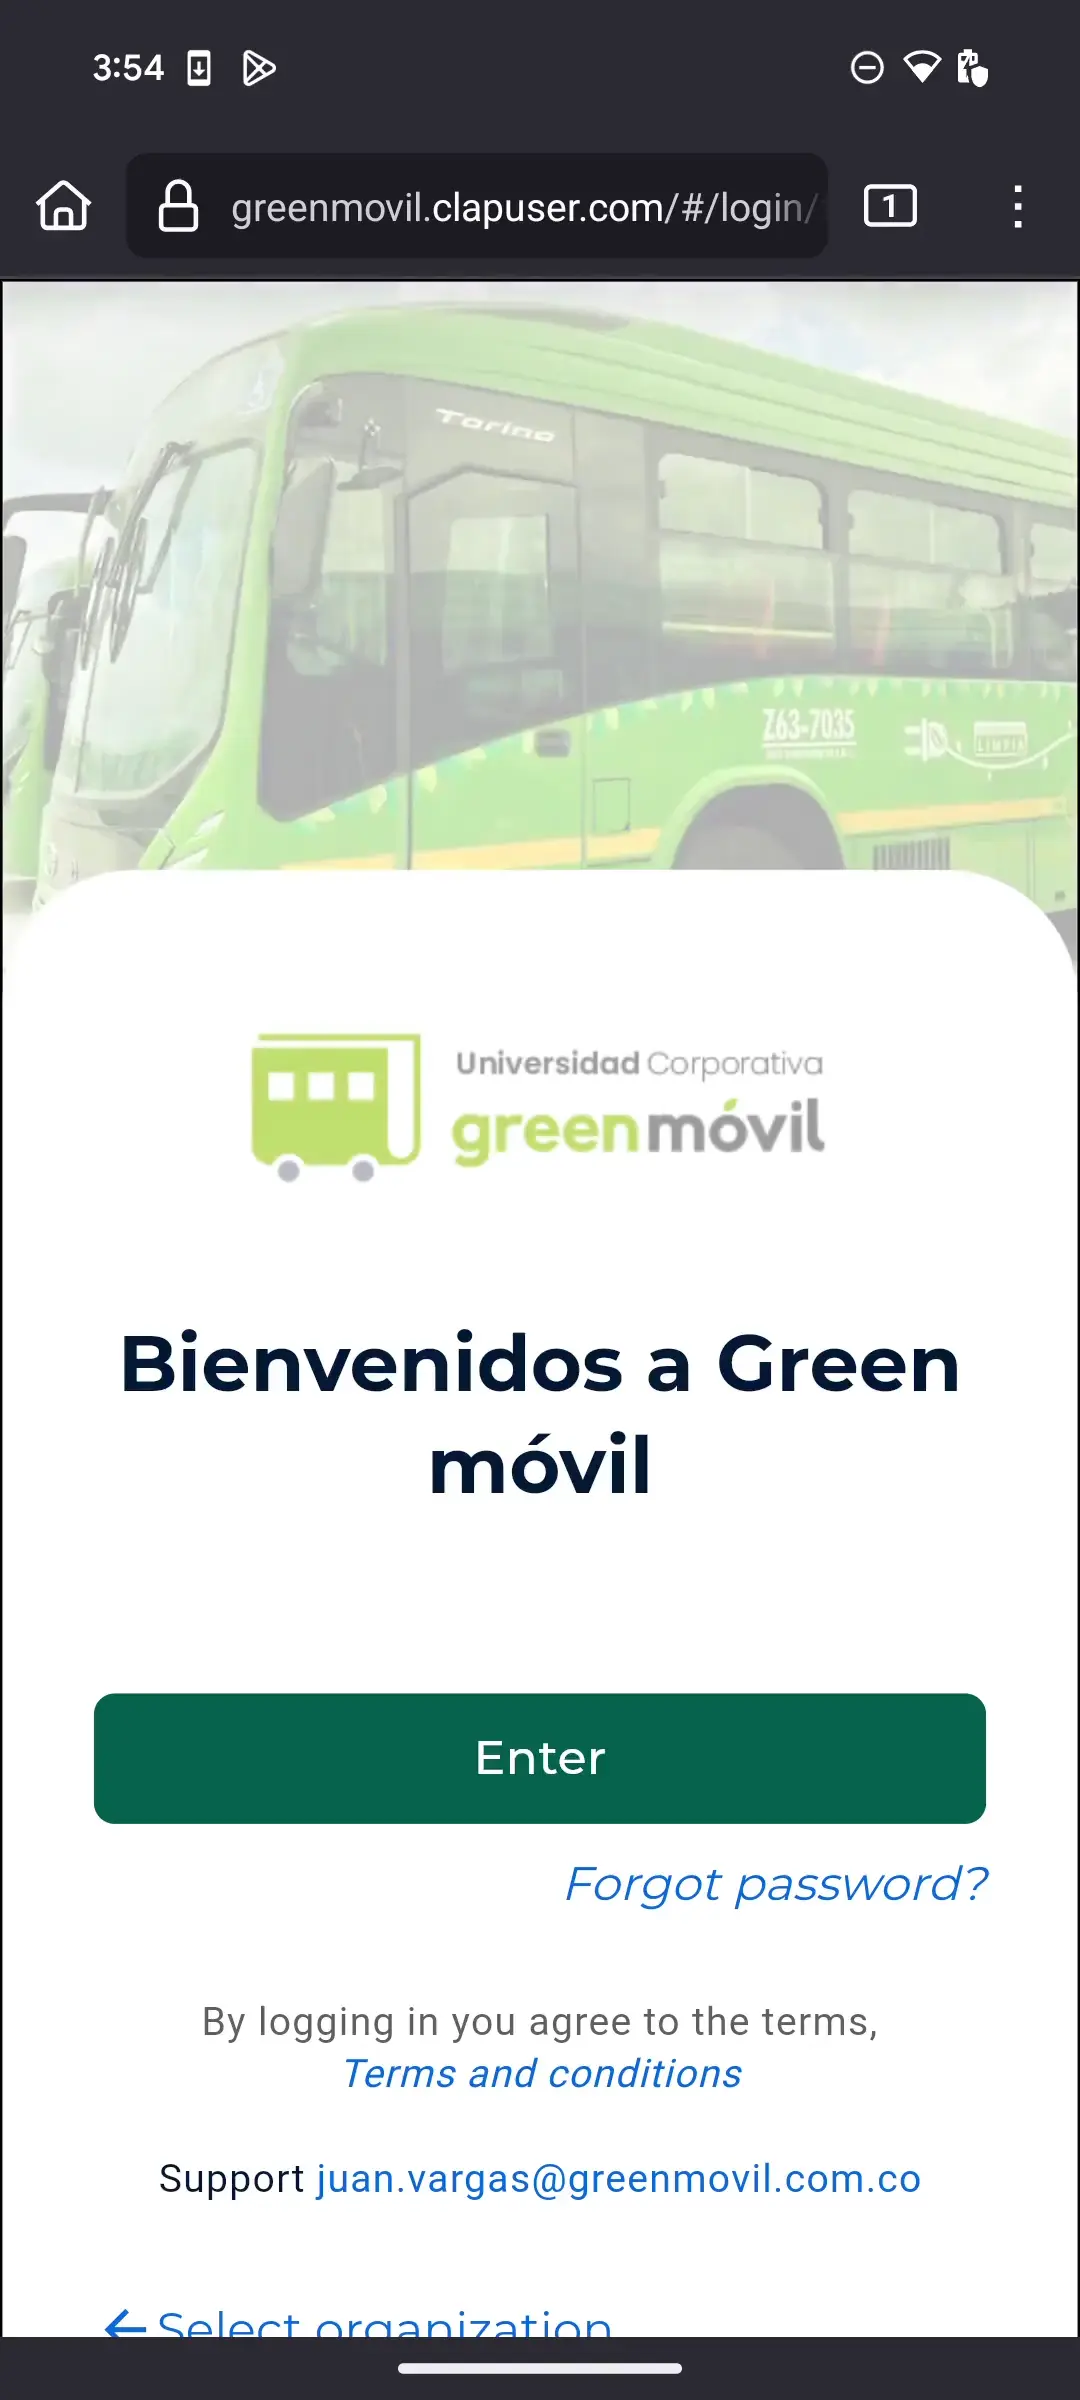 3:54
greenmovil.clapuser.com/#/login/
1
Torino
Z63-7035
LIMPIA
Universidad Corporativa
greenmóvil
Bienvenidos a Green
móvil
Enter
Forgot password?
By logging in you agree to the terms,
Terms and conditions
Support juan.vargas@greenmovil.com.co
←Select organization